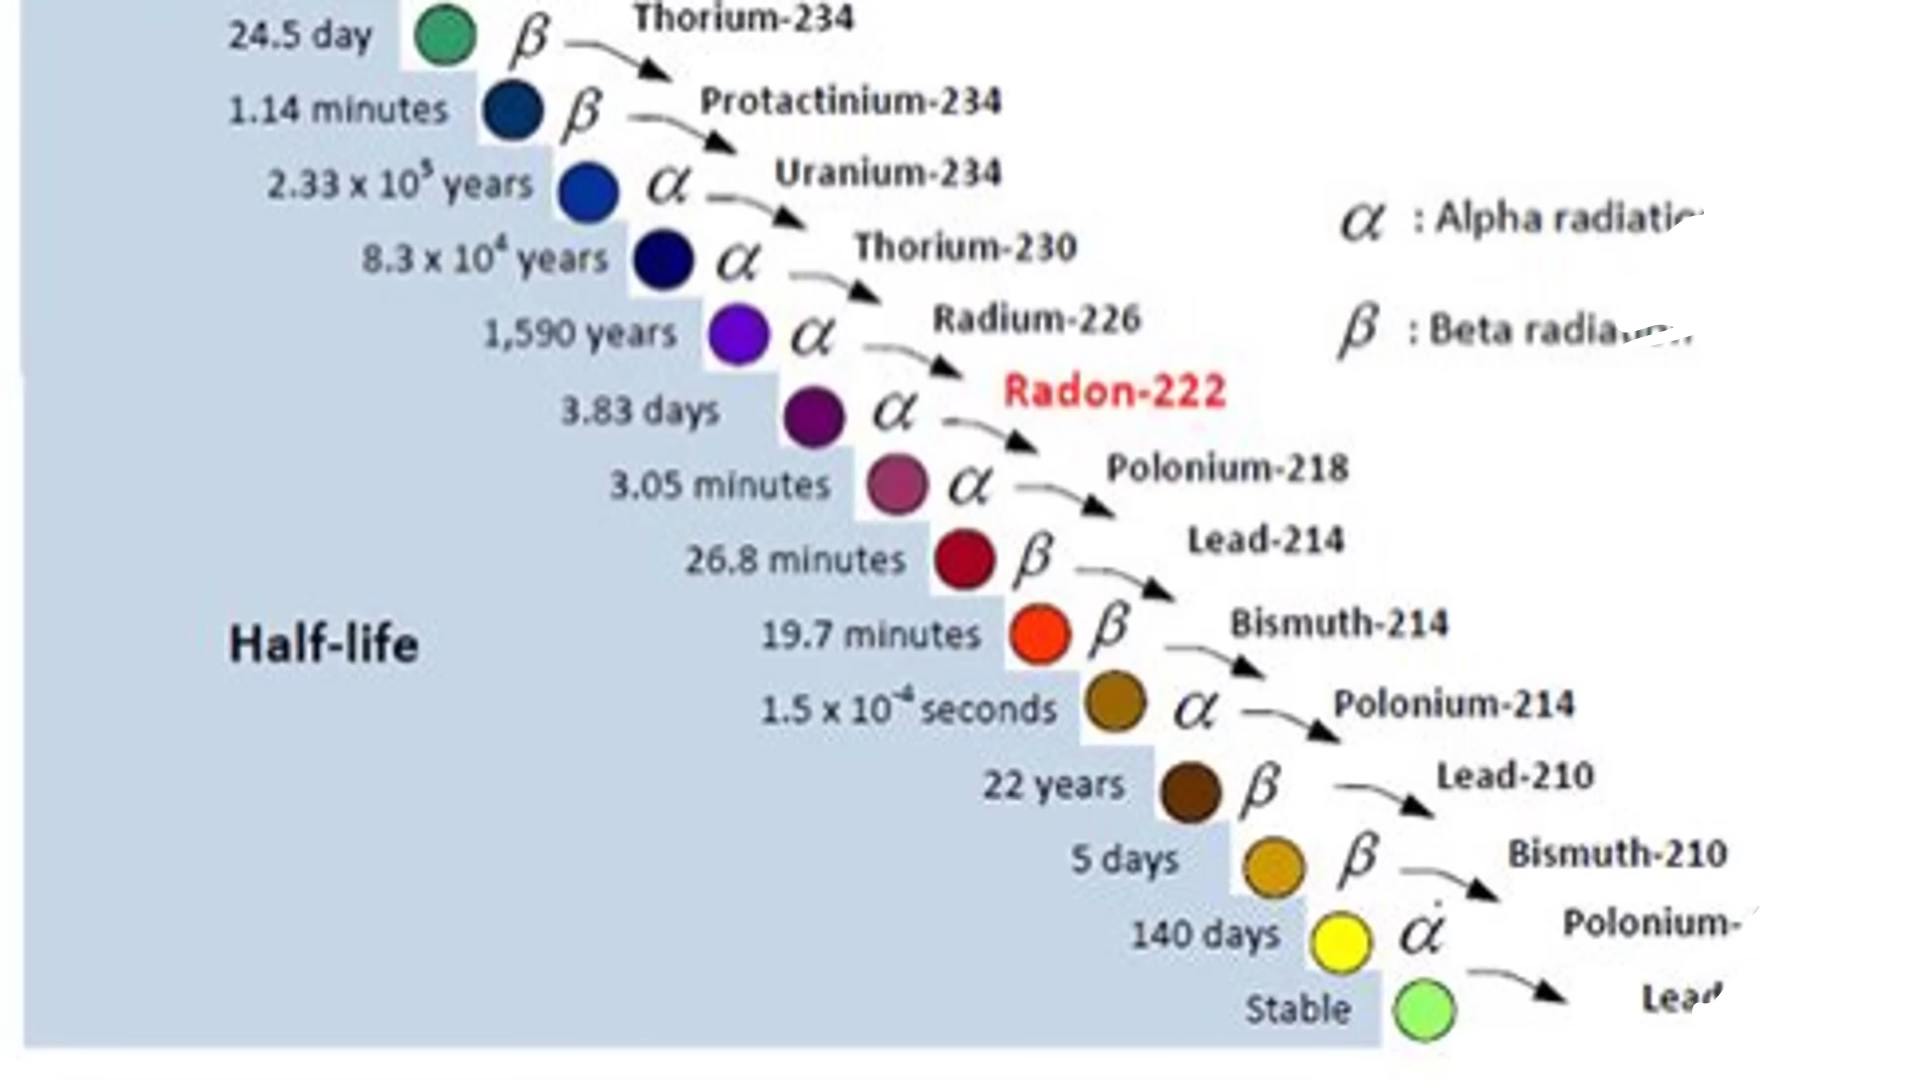 24.5 day β Thorium-234
1.14 minutes β Protactinium-234
2.33 x 10⁵ years α Uranium-234
8.3 x 10⁴ years α Thorium-230
α : Alpha
1,590 years α Radium-226
β : Beta
3.83 days α Radon-222
3.05 minutes α Polonium-218
26.8 minutes β Lead-214
19.7 minutes β Bismuth-214
Half-life
1.5 x 10⁻⁴ seconds α Polonium-214
22 years β Lead-210
5 days β Bismuth-210
140 days α Polonium-
Stable Lead